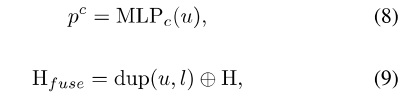 p^c = MLP_c(u), (8)
H_fuse = dup(u, l) ⊕ H, (9)